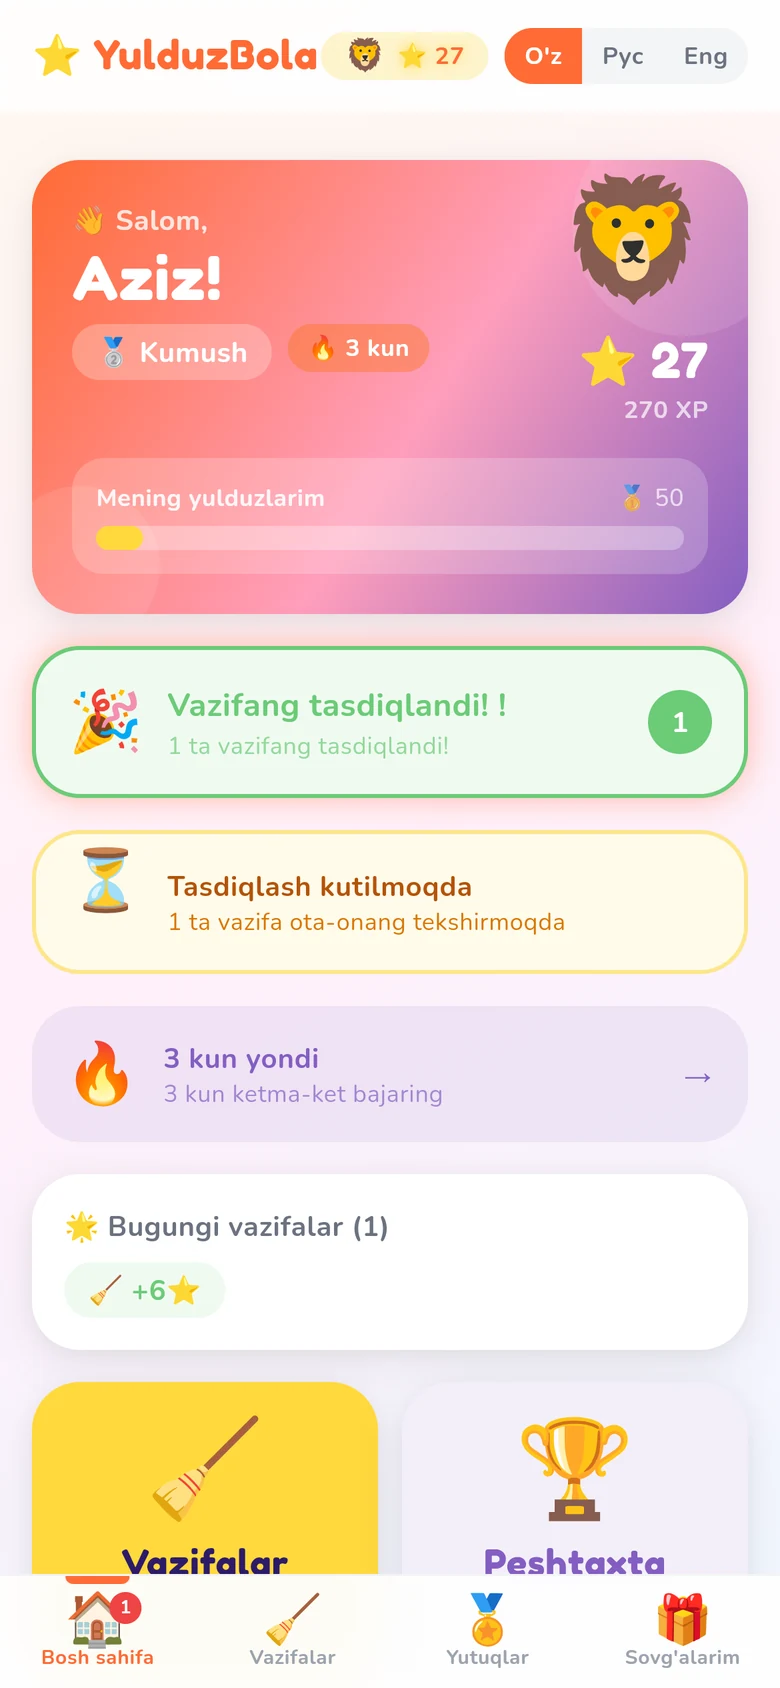 YulduzBola
27
O'z
Рус
Eng
Salom,
Aziz!
Kumush
3 kun
27
270 XP
Mening yulduzlarim
50
Vazifang tasdiqlandi! !
1 ta vazifang tasdiqlandi!
1
Tasdiqlash kutilmoqda
1 ta vazifa ota-onang tekshirmoqda
3 kun yondi
3 kun ketma-ket bajaring
→
Bugungi vazifalar (1)
+6
Vazifalar
Peshtaxta
1
Bosh sahifa
Vazifalar
Yutuqlar
Sovg'alarim